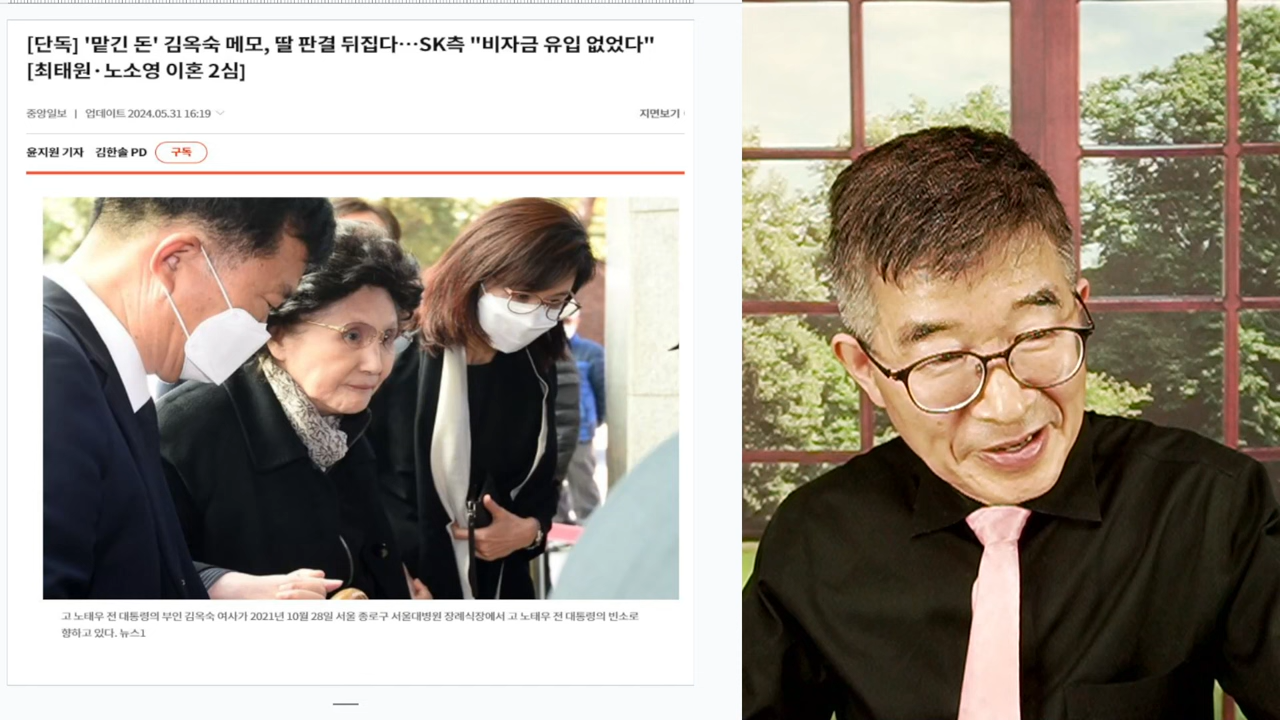 [단독] '맡긴 돈' 김옥숙 메모, 딸 판결 뒤집다…SK측 "비자금 유입 없었다"
[최태원·노소영 이혼 2심]
중앙일보 | 업데이트 2024.05.31 16:19
지면보기
윤지원 기자 김한솔 PD 구독
고 노태우 전 대통령의 부인 김옥숙 여사가 2021년 10월 28일 서울 종로구 서울대병원 장례식장에서 고 노태우 전 대통령의 빈소로
향하고 있다. 뉴스1